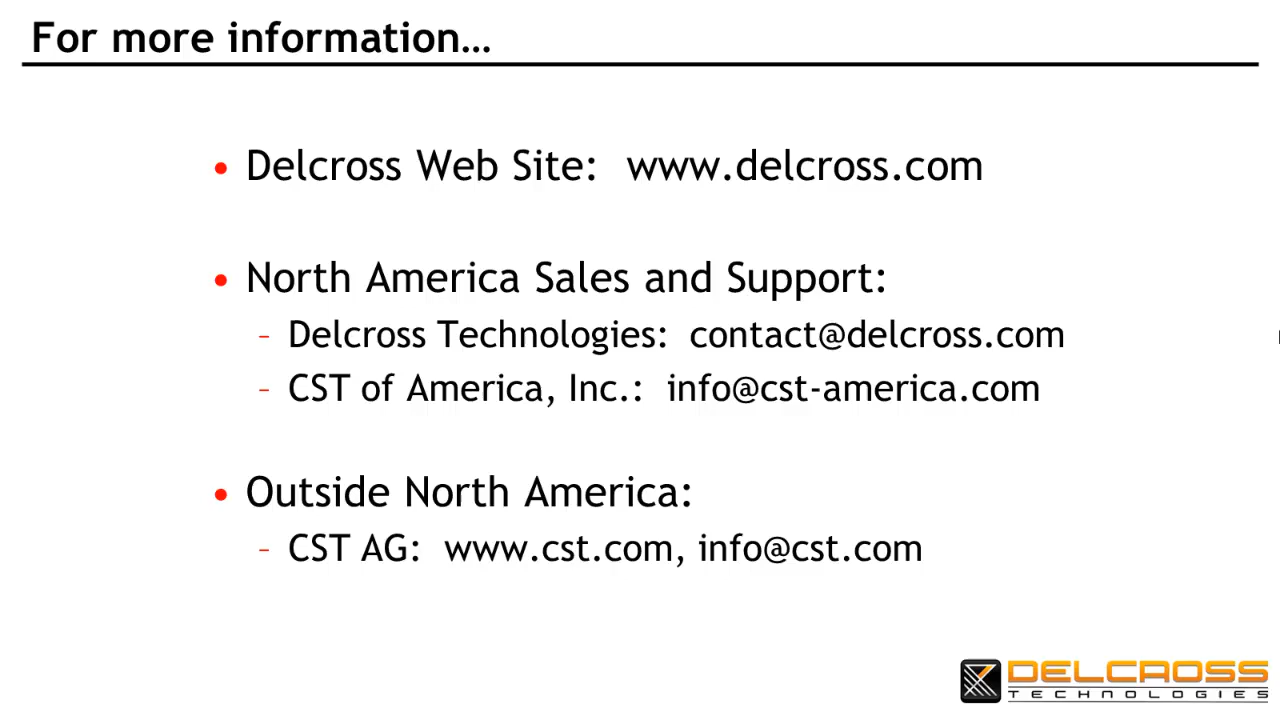 For more information…
• Delcross Web Site: www.delcross.com
• North America Sales and Support:
– Delcross Technologies: contact@delcross.com
– CST of America, Inc.: info@cst-america.com
• Outside North America:
– CST AG: www.cst.com, info@cst.com
DELCROSS
TECHNOLOGIES